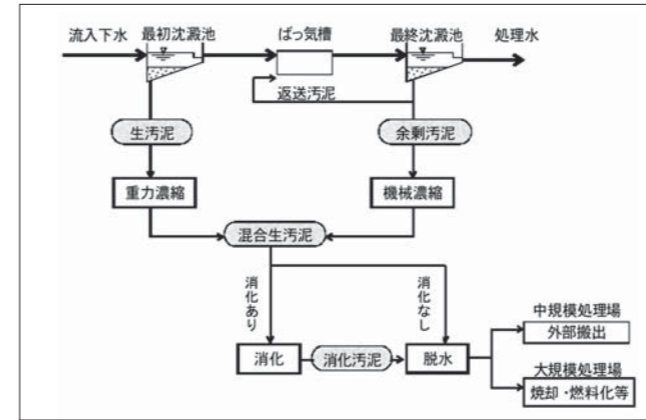 流入下水
最初沈澱池
ばっ気槽
最終沈澱池
処理水
返送汚泥
生汚泥
余剰汚泥
重力濃縮
機械濃縮
混合生汚泥
消化あり
消化なし
消化
消化汚泥
脱水
中規模処理場
外部搬出
大規模処理場
焼却・燃料化等